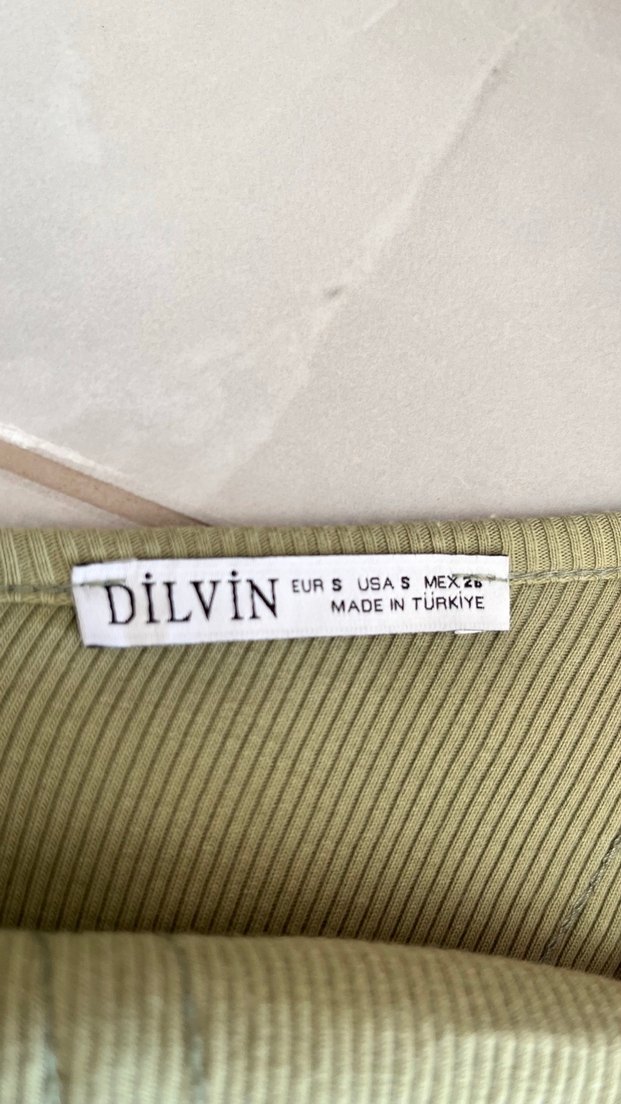 DİLVİN EUR S USA S MEX 26
MADE IN TÜRKİYE